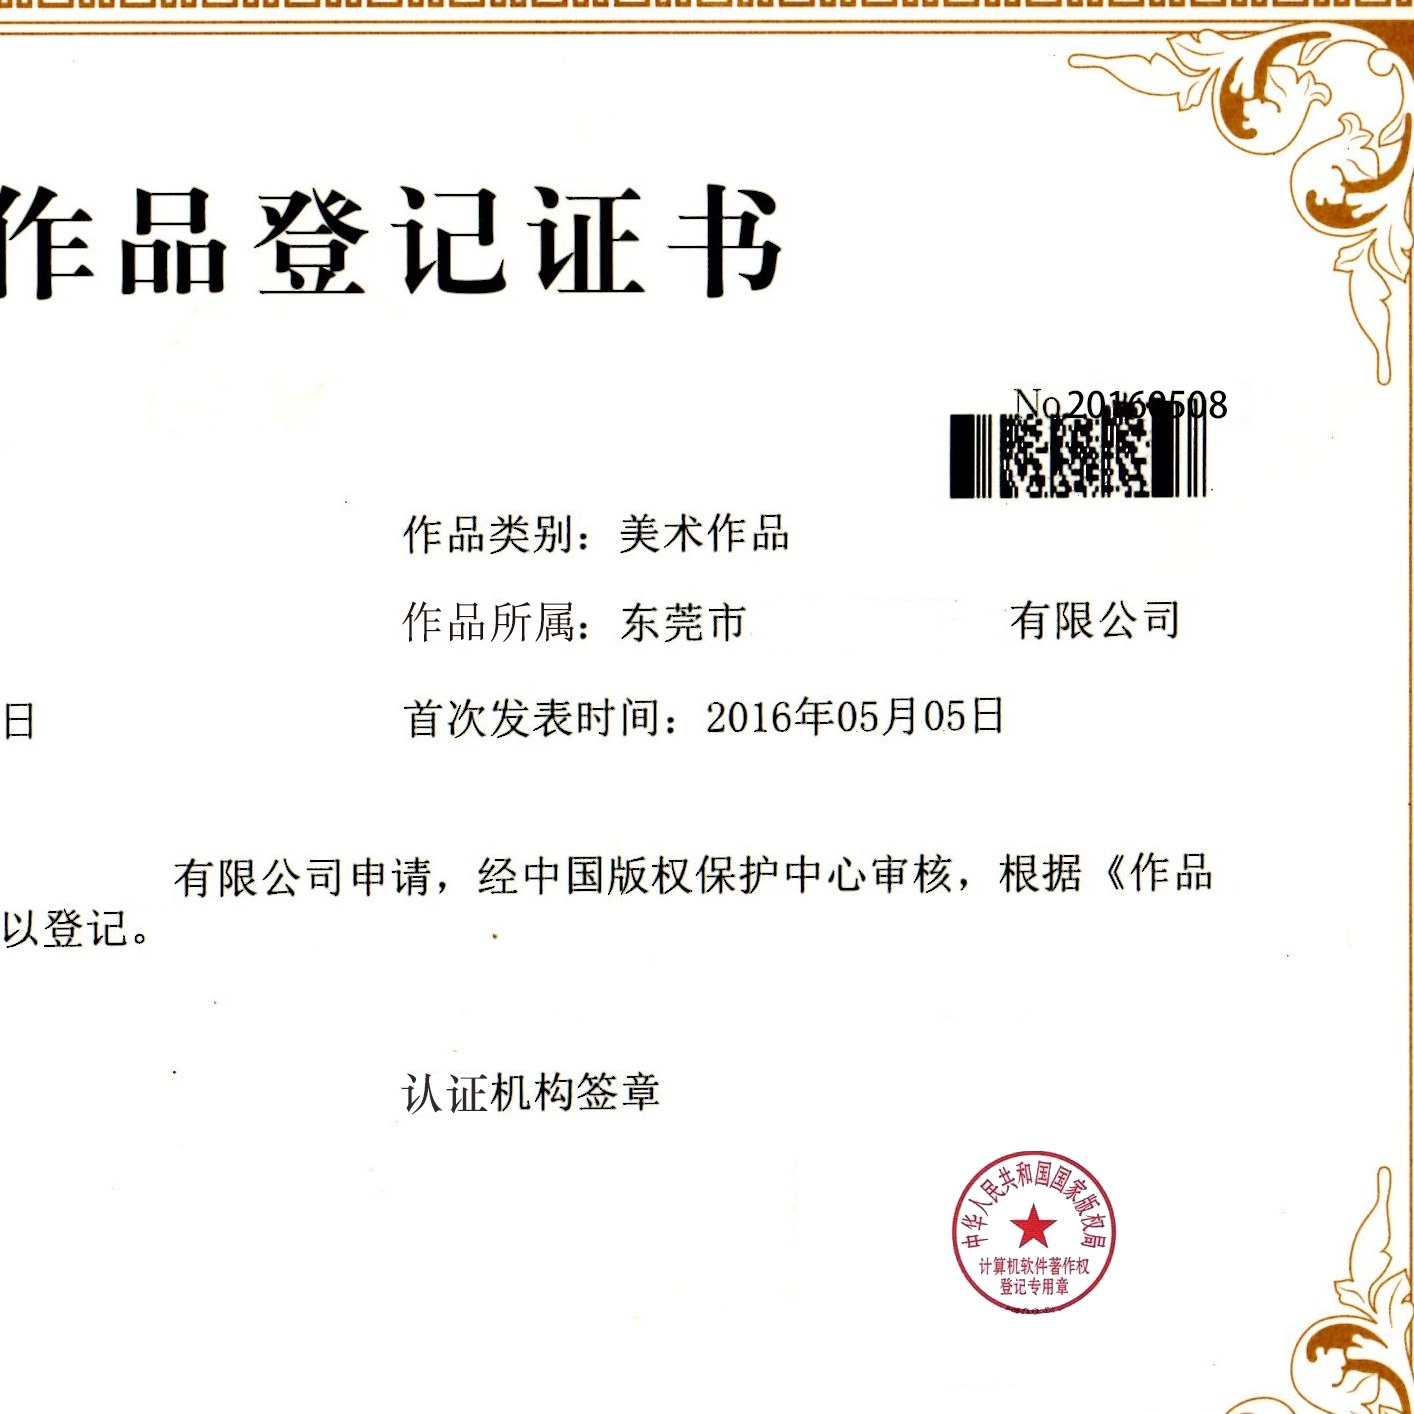 作品登记证书
No 20160508
作品类别：美术作品
作品所属：东莞市 有限公司
日 首次发表时间：2016年05月05日
有限公司申请，经中国版权保护中心审核，根据《作品
以登记。
认证机构签章
中华人民共和国国家版权局
计算机软件著作权
登记专用章